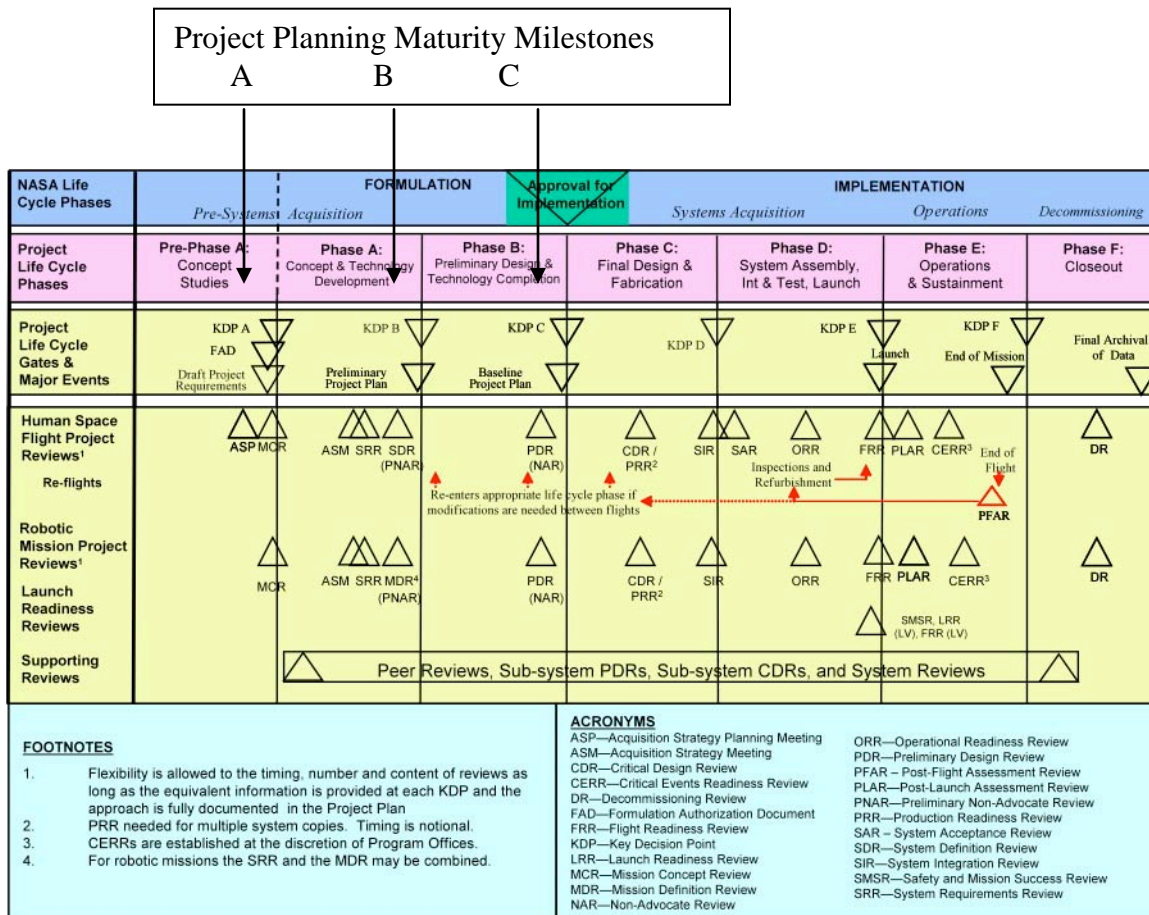 Project Planning Maturity Milestones
A B C
NASA Life
Cycle Phases
FORMULATION
Pre-Systems Acquisition
Approval for
Implementation
IMPLEMENTATION
Systems Acquisition
Operations
Decommissioning
Project
Life Cycle
Phases
Pre-Phase A:
Concept
Studies
Phase A:
Concept & Technology
Development
Phase B:
Preliminary Design &
Technology Completion
Phase C:
Final Design &
Fabrication
Phase D:
System Assembly,
Int & Test, Launch
Phase E:
Operations
& Sustainment
Phase F:
Closeout
Project
Life Cycle
Gates &
Major Events
KDP A
FAD
Draft Project
Requirements
KDP B
Preliminary
Project Plan
KDP C
Baseline
Project Plan
KDP D
KDP E
Launch
KDP F
End of Mission
Final Archival
of Data
Human Space
Flight Project
Reviews1
Re-flights
ASP
MCR
ASM
SRR
SDR
(PNAR)
PDR
(NAR)
CDR /
PRR2
SIR
SAR
ORR
FRR
PLAR
CERR3
DR
Inspections and
Refurbishment
End of
Flight
Re-enters appropriate life cycle phase if
modifications are needed between flights
PFAR
Robotic
Mission Project
Reviews1
MCR
ASM
SRR
MDR4
(PNAR)
PDR
(NAR)
CDR /
PRR2
SIR
ORR
FRR
PLAR
CERR3
DR
Launch
Readiness
Reviews
SMSR, LRR
(LV), FRR (LV)
Supporting
Reviews
Peer Reviews, Sub-system PDRs, Sub-system CDRs, and System Reviews
FOOTNOTES
1. Flexibility is allowed to the timing, number and content of reviews as
long as the equivalent information is provided at each KDP and the
approach is fully documented in the Project Plan
2. PRR needed for multiple system copies. Timing is notional.
3. CERRs are established at the discretion of Program Offices.
4. For robotic missions the SRR and the MDR may be combined.
ACRONYMS
ASP—Acquisition Strategy Planning Meeting
ASM—Acquisition Strategy Meeting
CDR—Critical Design Review
CERR—Critical Events Readiness Review
DR—Decommissioning Review
FAD—Formulation Authorization Document
FRR—Flight Readiness Review
KDP—Key Decision Point
LRR—Launch Readiness Review
MCR—Mission Concept Review
MDR—Mission Definition Review
NAR—Non-Advocate Review
ORR—Operational Readiness Review
PDR—Preliminary Design Review
PFAR – Post-Flight Assessment Review
PLAR—Post-Launch Assessment Review
PNAR—Preliminary Non-Advocate Review
PRR—Production Readiness Review
SAR – System Acceptance Review
SDR—System Definition Review
SIR—System Integration Review
SMSR—Safety and Mission Success Review
SRR—System Requirements Review